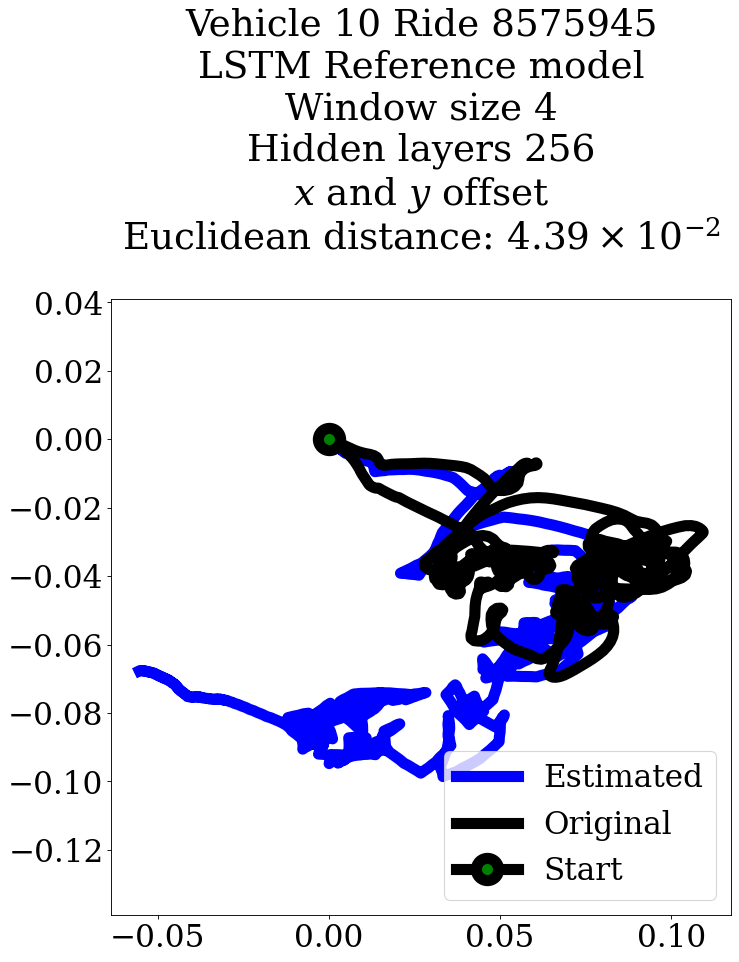 Vehicle 10 Ride 8575945
LSTM Reference model
Window size 4
Hidden layers 256
x and y offset
Euclidean distance: 4.39 × 10⁻²
0.04
0.02
0.00
−0.02
−0.04
−0.06
−0.08
−0.10
−0.12
Estimated
Original
Start
−0.05 0.00 0.05 0.10